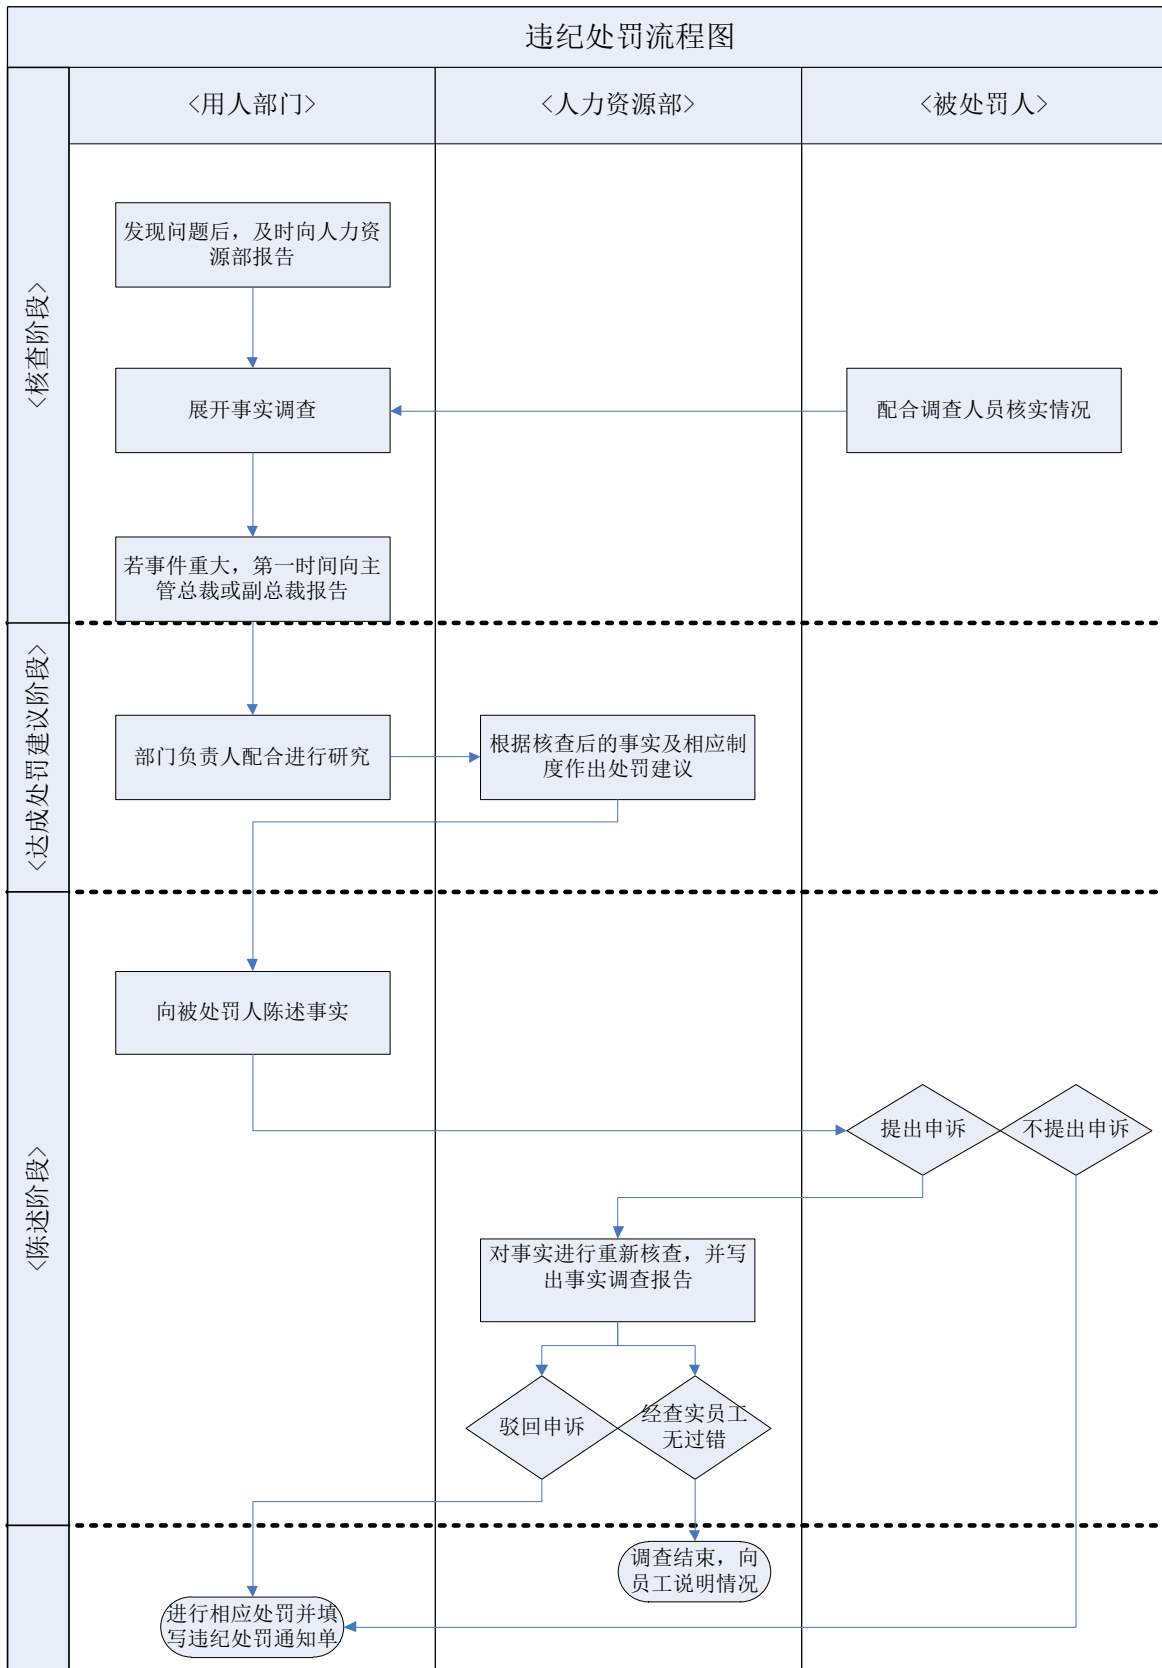 违纪处罚流程图
<用人部门>
<人力资源部>
<被处罚人>
<核查阶段>
发现问题后，及时向人力资
源部报告
展开事实调查
配合调查人员核实情况
若事件重大，第一时间向主
管总裁或副总裁报告
<达成处罚建议阶段>
部门负责人配合进行研究
根据核查后的事实及相应制
度作出处罚建议
<陈述阶段>
向被处罚人陈述事实
提出申诉
不提出申诉
对事实进行重新核查，并写
出事实调查报告
驳回申诉
经查实员工
无过错
调查结束，向
员工说明情况
进行相应处罚并填
写违纪处罚通知单